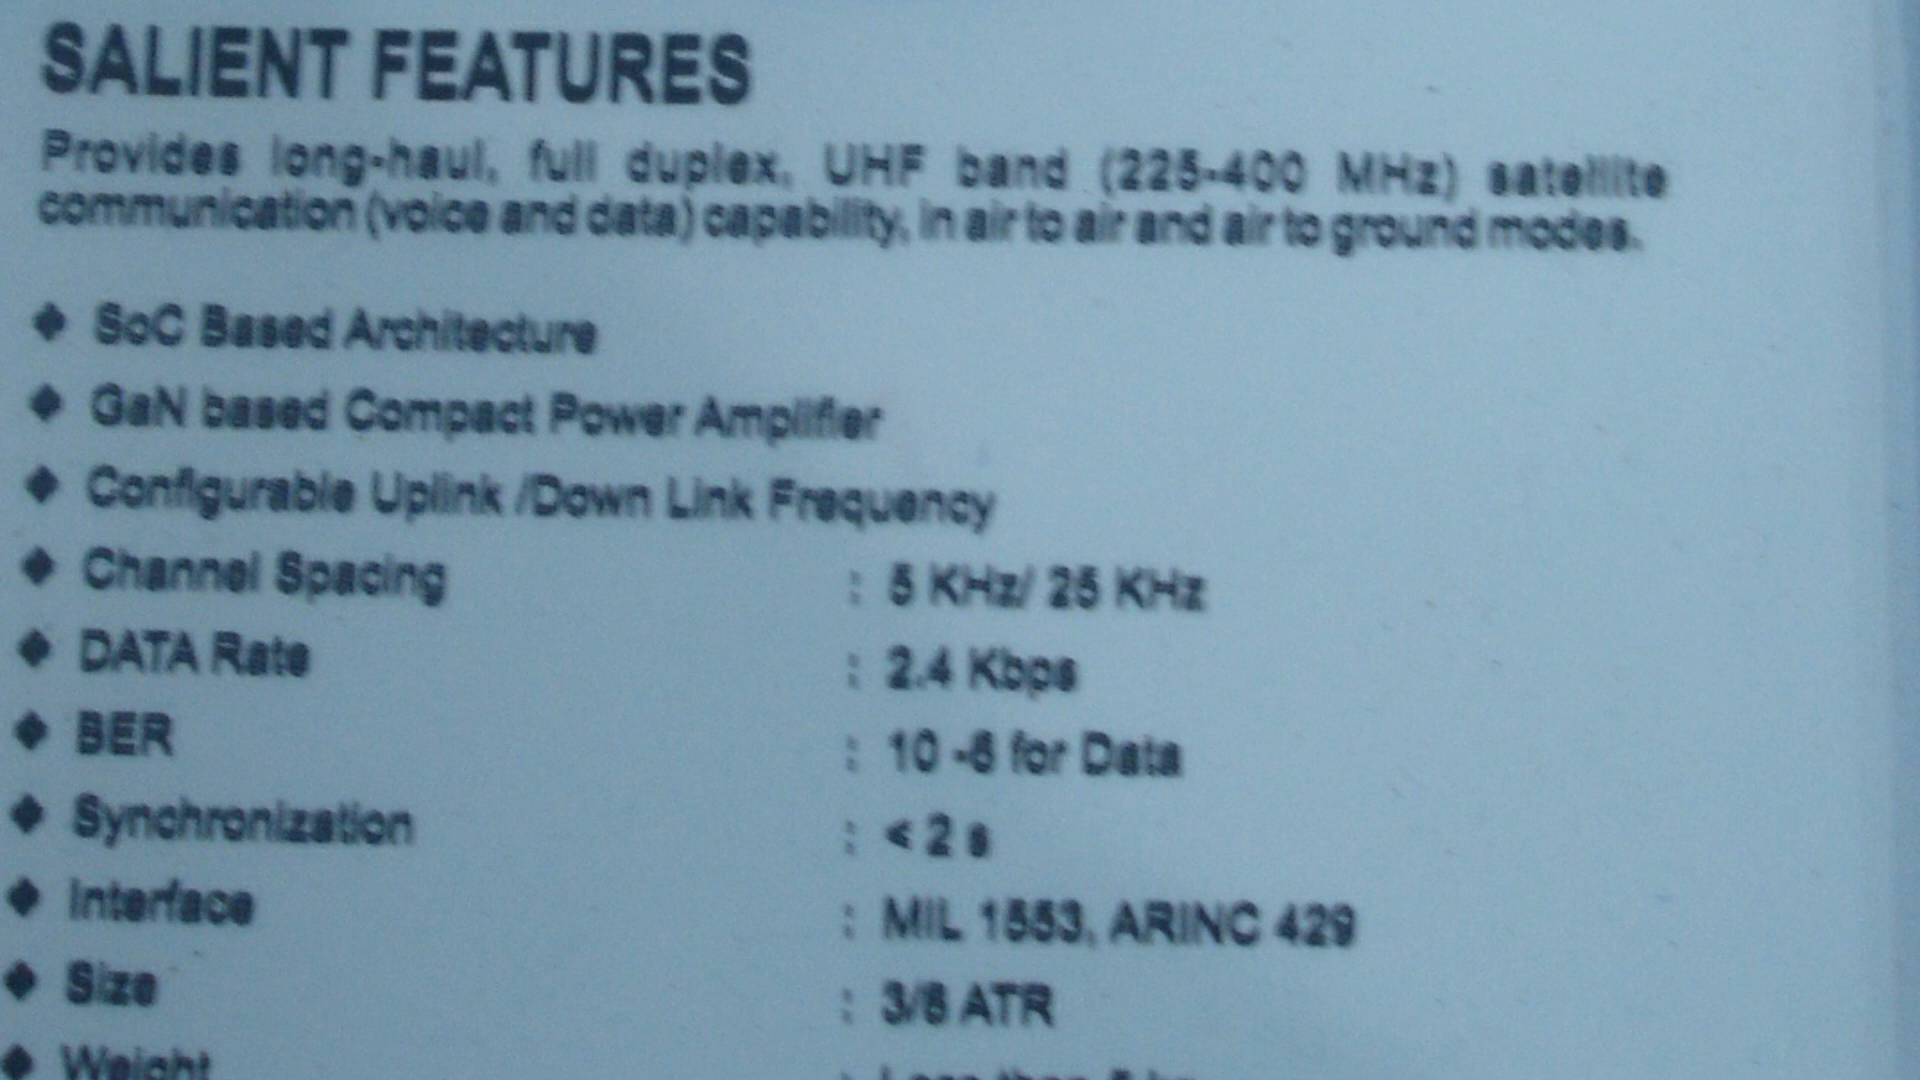 SALIENT FEATURES
Provides long-haul, full duplex, UHF band (225-400 MHz) satellite
communication (voice and data) capability, in air to air and air to ground modes.
◆ SoC Based Architecture
◆ GaN based Compact Power Amplifier
◆ Configurable Uplink /Down Link Frequency
◆ Channel Spacing : 5 KHz/ 25 KHz
◆ DATA Rate : 2.4 Kbps
◆ BER : 10 -6 for Data
◆ Synchronization : < 2 s
◆ Interface : MIL 1553, ARINC 429
◆ Size : 3/8 ATR
◆ Weight : Less than